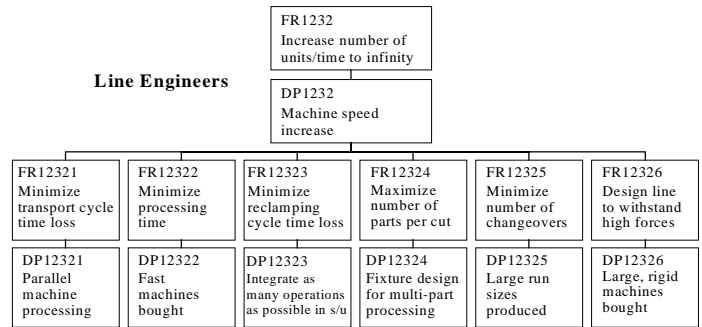 FR1232
Increase number of
units/time to infinity
Line Engineers
DP1232
Machine speed
increase
FR12321
Minimize
transport cycle
time loss
FR12322
Minimize
processing
time
FR12323
Minimize
reclamping
cycle time loss
FR12324
Maximize
number of
parts per cut
FR12325
Minimize
number of
changeovers
FR12326
Design line
to withstand
high forces
DP12321
Parallel
machine
processing
DP12322
Fast
machines
bought
DP12323
Integrate as
many operations
as possible in s/u
DP12324
Fixture design
for multi-part
processing
DP12325
Large run
sizes
produced
DP12326
Large, rigid
machines
bought